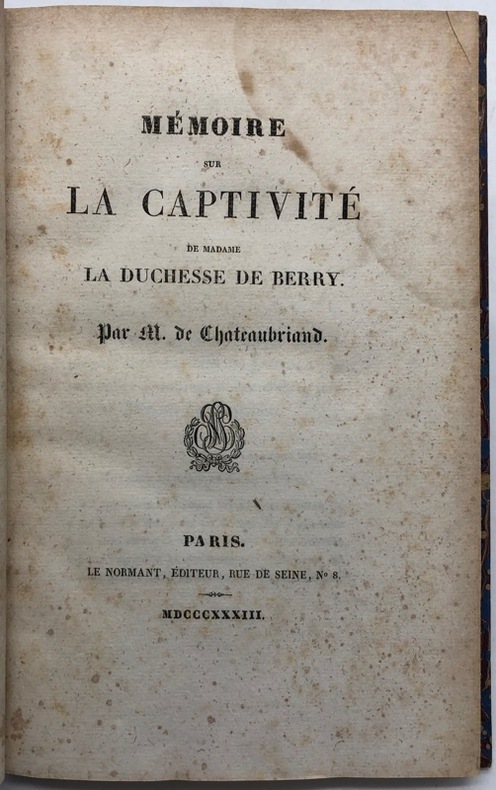 MÉMOIRE
SUR
LA CAPTIVITÉ
DE MADAME
LA DUCHESSE DE BERRY.
Par M. de Chateaubriand.
PARIS.
LE NORMANT, ÉDITEUR, RUE DE SEINE, Nº 8.
MDCCCXXXIII.